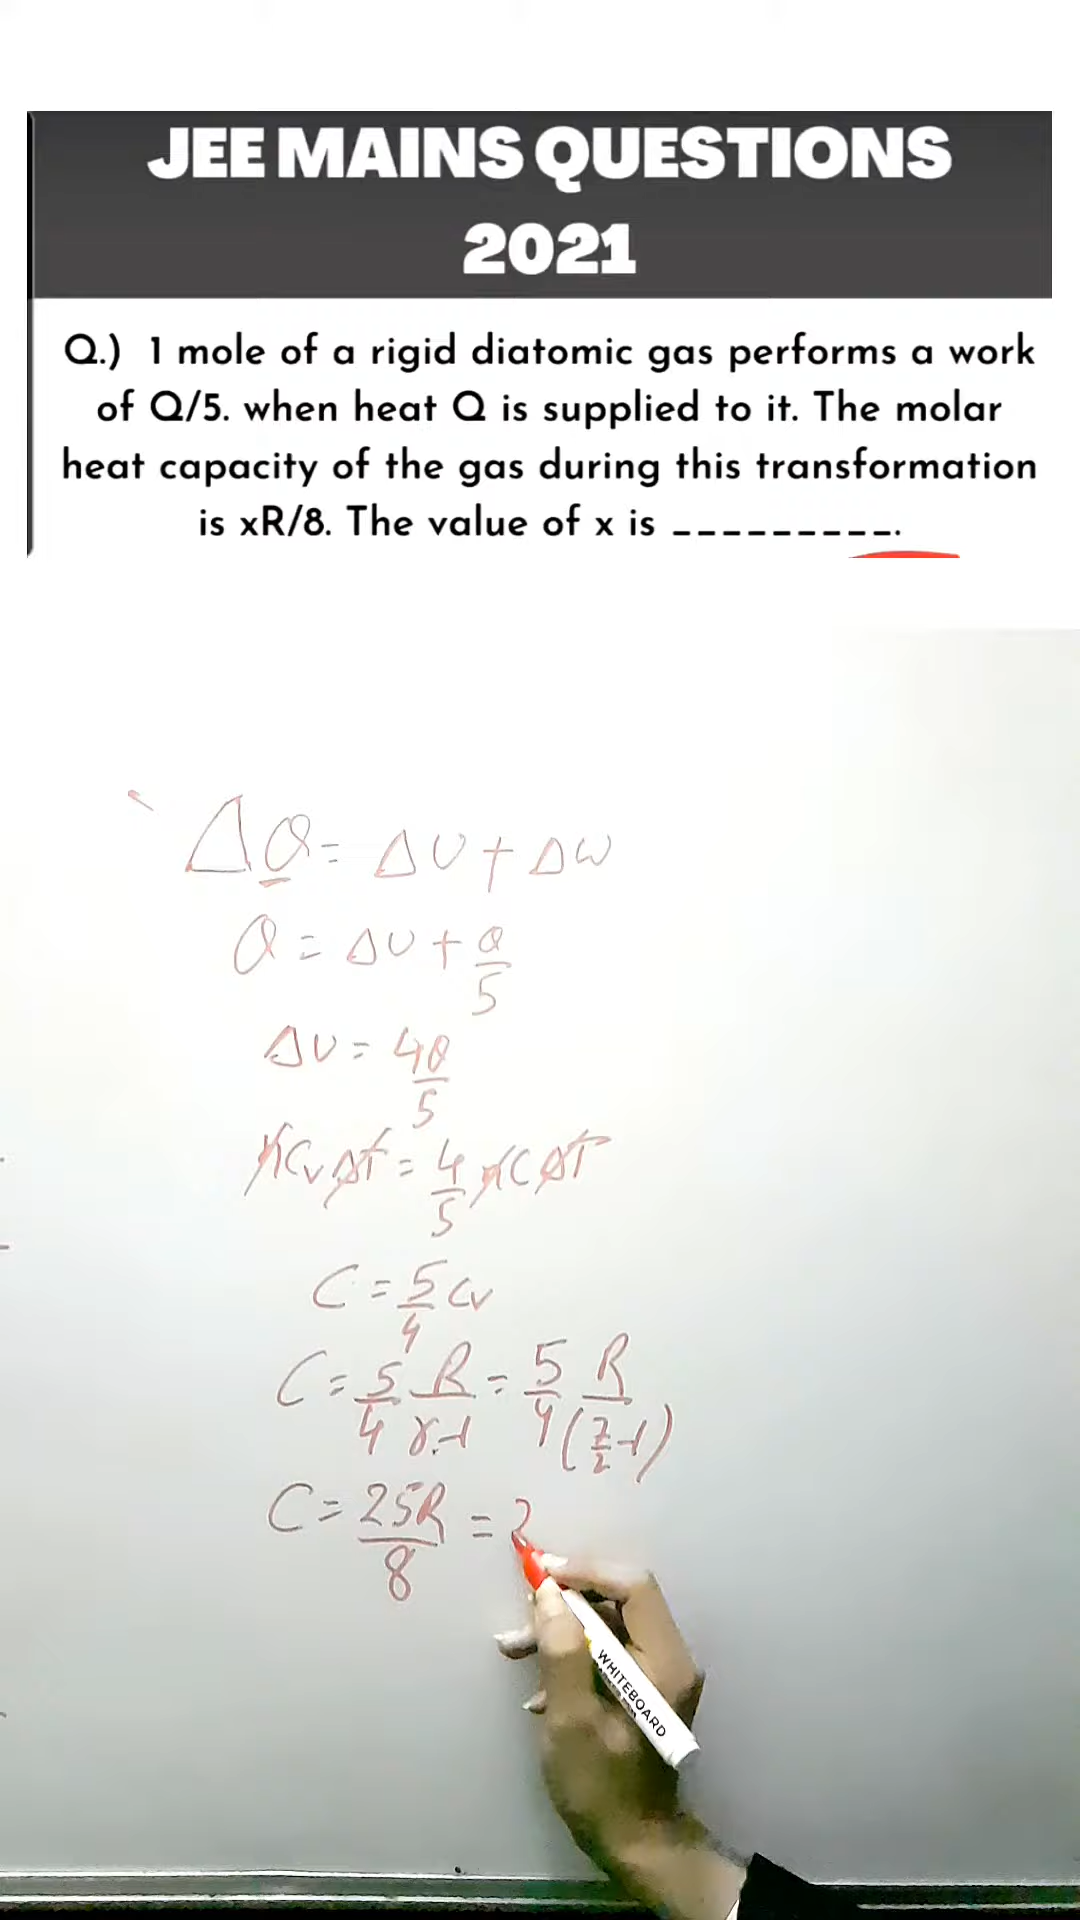 JEE MAINS QUESTIONS
2021
Q.) 1 mole of a rigid diatomic gas performs a work
of Q/5. when heat Q is supplied to it. The molar
heat capacity of the gas during this transformation
is xR/8. The value of x is _________.
ΔQ = ΔU + ΔW
Q = ΔU + Q/5
ΔU = 4Q/5
nCvΔT = 4/5 nCΔT
C = 5/4 Cv
C = 5/4 R/γ-1 = 5/4 R/(7/2-1)
C = 25R/8 = 2
WHITEBOARD